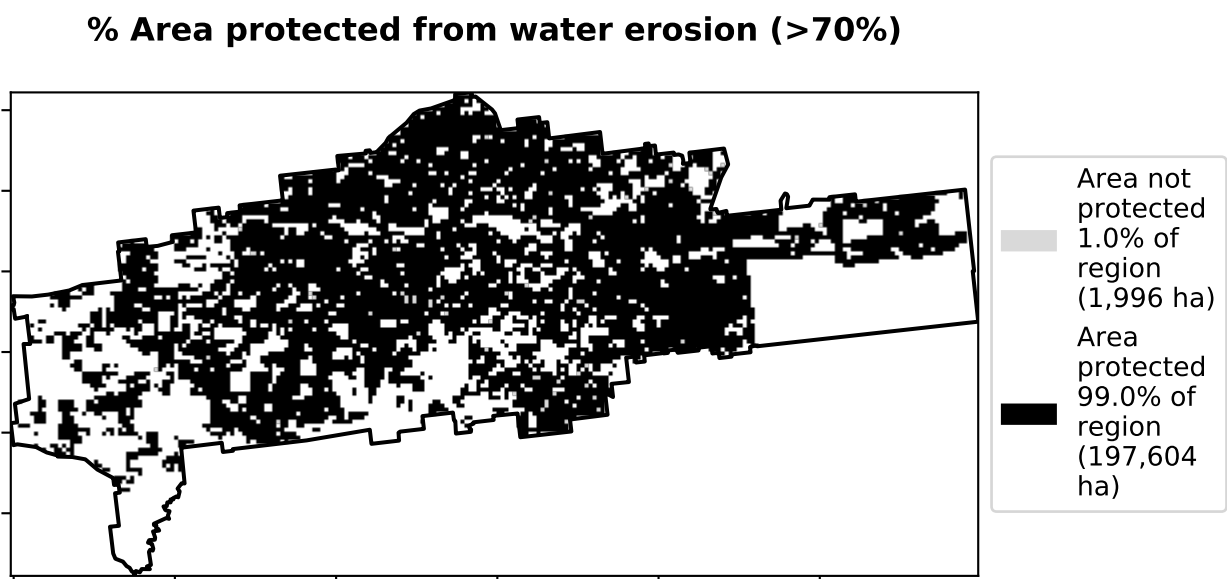 % Area protected from water erosion (>70%)
Area not
protected
1.0% of
region
(1,996 ha)
Area
protected
99.0% of
region
(197,604
ha)